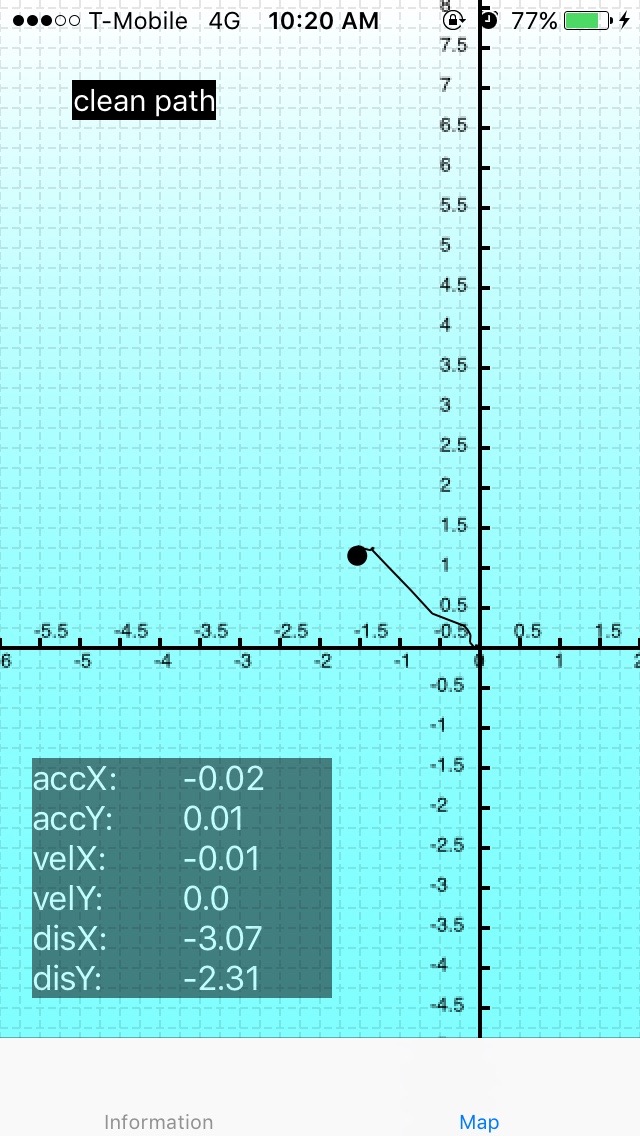 T-Mobile 4G 10:20 AM 77%
8
7.5
clean path
7
6.5
6
5.5
5
4.5
4
3.5
3
2.5
2
1.5
1
0.5
-5.5 -4.5 -3.5 -2.5 -1.5 -0.5 0.5 1.5
-6 -5 -4 -3 -2 -1 0 1 2
-0.5
-1
-1.5
accX: -0.02
-2
accY: 0.01
-2.5
velX: -0.01
-3
velY: 0.0
-3.5
disX: -3.07
-4
disY: -2.31
-4.5
Information Map